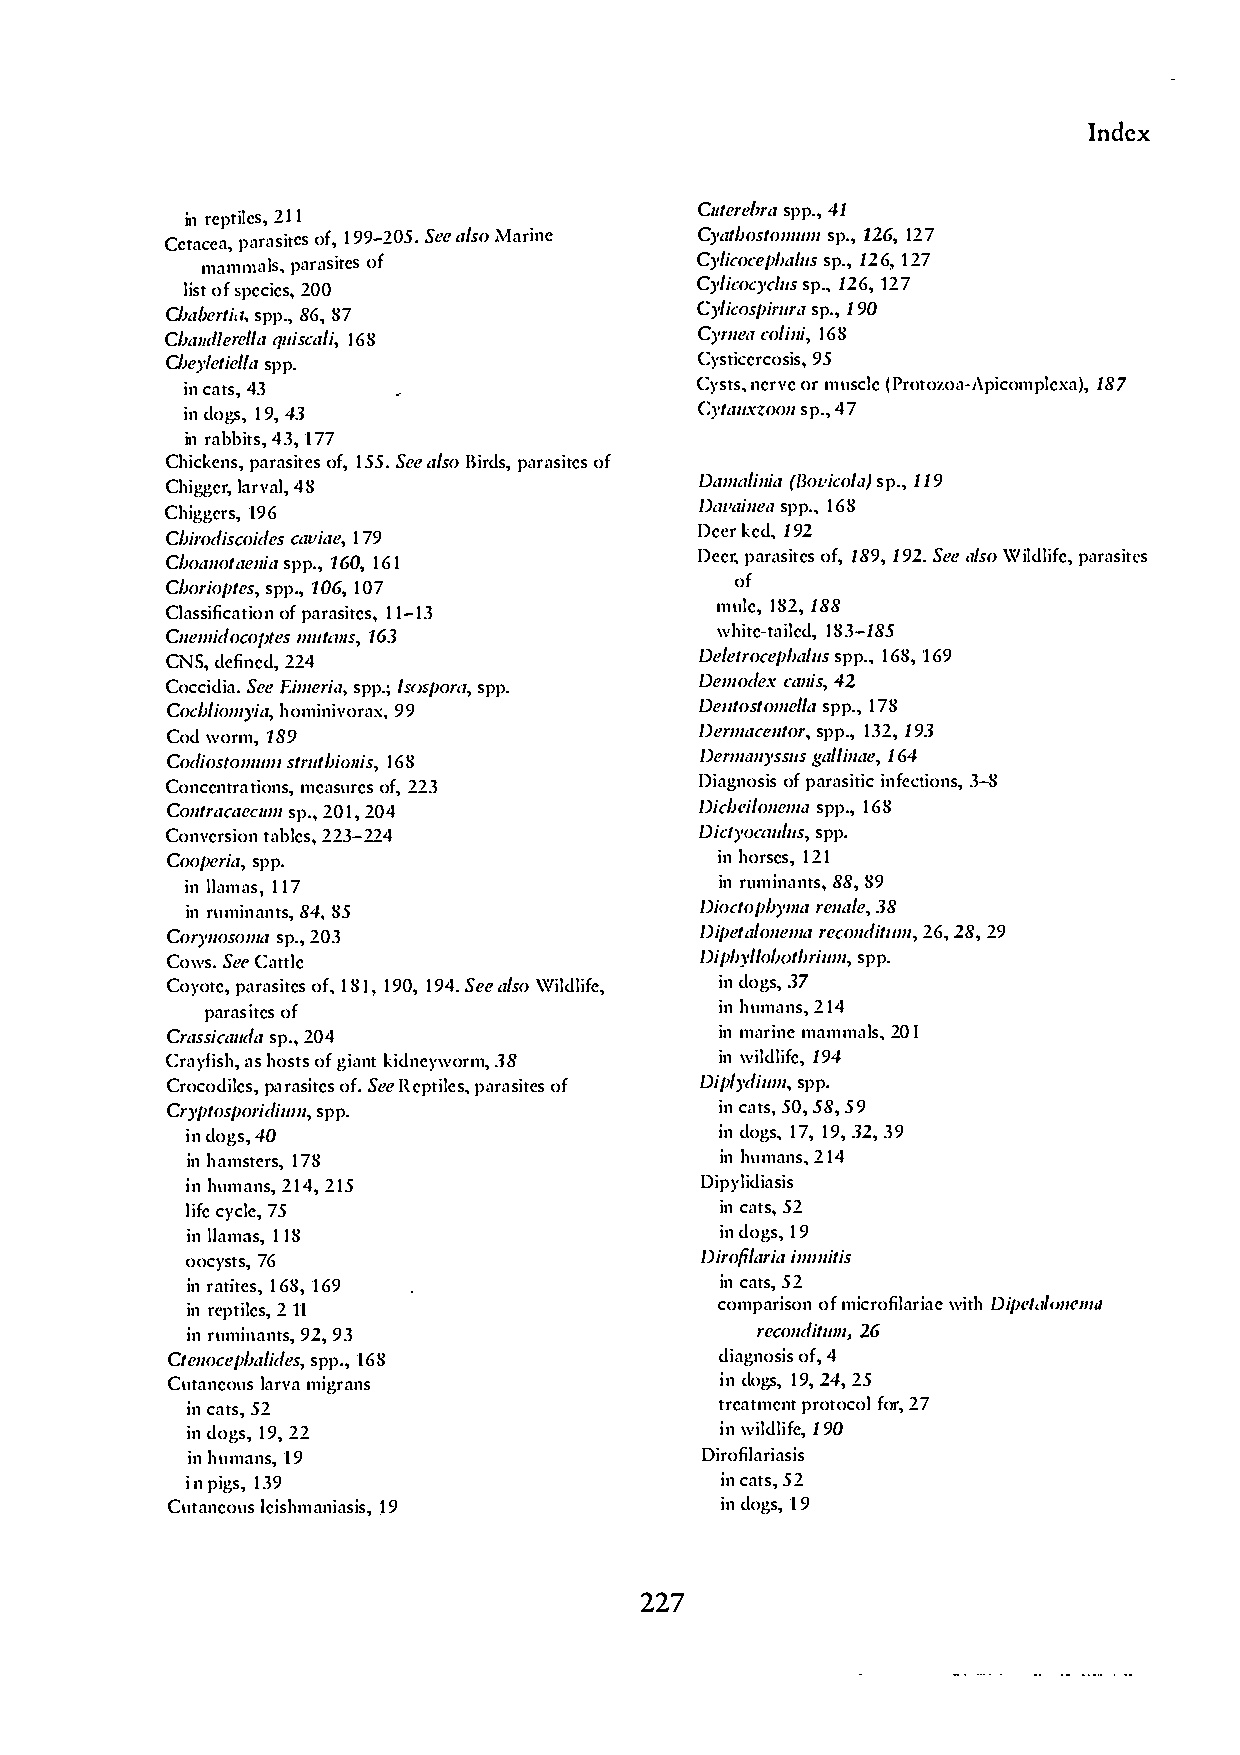 Index
in reptiles, 211
Cetacea, parasites of, 199–205. See also Marine
mammals, parasites of
list of species, 200
Chabertia, spp., 86, 87
Chandlerella quiscali, 168
Cheyletiella spp.
in cats, 43
in dogs, 19, 43
in rabbits, 43, 177
Chickens, parasites of, 155. See also Birds, parasites of
Chigger, larval, 48
Chiggers, 196
Chirodiscoides caviae, 179
Choanotaenia spp., 160, 161
Chorioptes, spp., 106, 107
Classification of parasites, 11–13
Cnemidocoptes mutans, 163
CNS, defined, 224
Coccidia. See Eimeria, spp.; Isospora, spp.
Cochliomyia, hominivorax, 99
Cod worm, 189
Codiostomum struthionis, 168
Concentrations, measures of, 223
Contracaecum sp., 201, 204
Conversion tables, 223–224
Cooperia, spp.
in llamas, 117
in ruminants, 84, 85
Corynosoma sp., 203
Cows. See Cattle
Coyote, parasites of, 181, 190, 194. See also Wildlife,
parasites of
Crassicauda sp., 204
Crayfish, as hosts of giant kidneyworm, 38
Crocodiles, parasites of. See Reptiles, parasites of
Cryptosporidium, spp.
in dogs, 40
in hamsters, 178
in humans, 214, 215
life cycle, 75
in llamas, 118
oocysts, 76
in ratites, 168, 169
in reptiles, 2 11
in ruminants, 92, 93
Ctenocephalides, spp., 168
Cutaneous larva migrans
in cats, 52
in dogs, 19, 22
in humans, 19
in pigs, 139
Cutaneous leishmaniasis, 19
Cuterebra spp., 41
Cyathostomum sp., 126, 127
Cylicocephalus sp., 126, 127
Cylicocyclus sp., 126, 127
Cylicospirura sp., 190
Cyrnea colini, 168
Cysticercosis, 95
Cysts, nerve or muscle (Protozoa-Apicomplexa), 187
Cytauxzoon sp., 47
Damalinia (Bovicola) sp., 119
Davainea spp., 168
Deer ked, 192
Deer, parasites of, 189, 192. See also Wildlife, parasites
of
mule, 182, 188
white-tailed, 183–185
Deletrocephalus spp., 168, 169
Demodex canis, 42
Dentostomella spp., 178
Dermacentor, spp., 132, 193
Dermanyssus gallinae, 164
Diagnosis of parasitic infections, 3–8
Dicheilonema spp., 168
Dictyocaulus, spp.
in horses, 121
in ruminants, 88, 89
Dioctophyma renale, 38
Dipetalonema reconditum, 26, 28, 29
Diphyllobothrium, spp.
in dogs, 37
in humans, 214
in marine mammals, 201
in wildlife, 194
Diplydium, spp.
in cats, 50, 58, 59
in dogs, 17, 19, 32, 39
in humans, 214
Dipylidiasis
in cats, 52
in dogs, 19
Dirofilaria immitis
in cats, 52
comparison of microfilariae with Dipetalonema
reconditum, 26
diagnosis of, 4
in dogs, 19, 24, 25
treatment protocol for, 27
in wildlife, 190
Dirofilariasis
in cats, 52
in dogs, 19
227